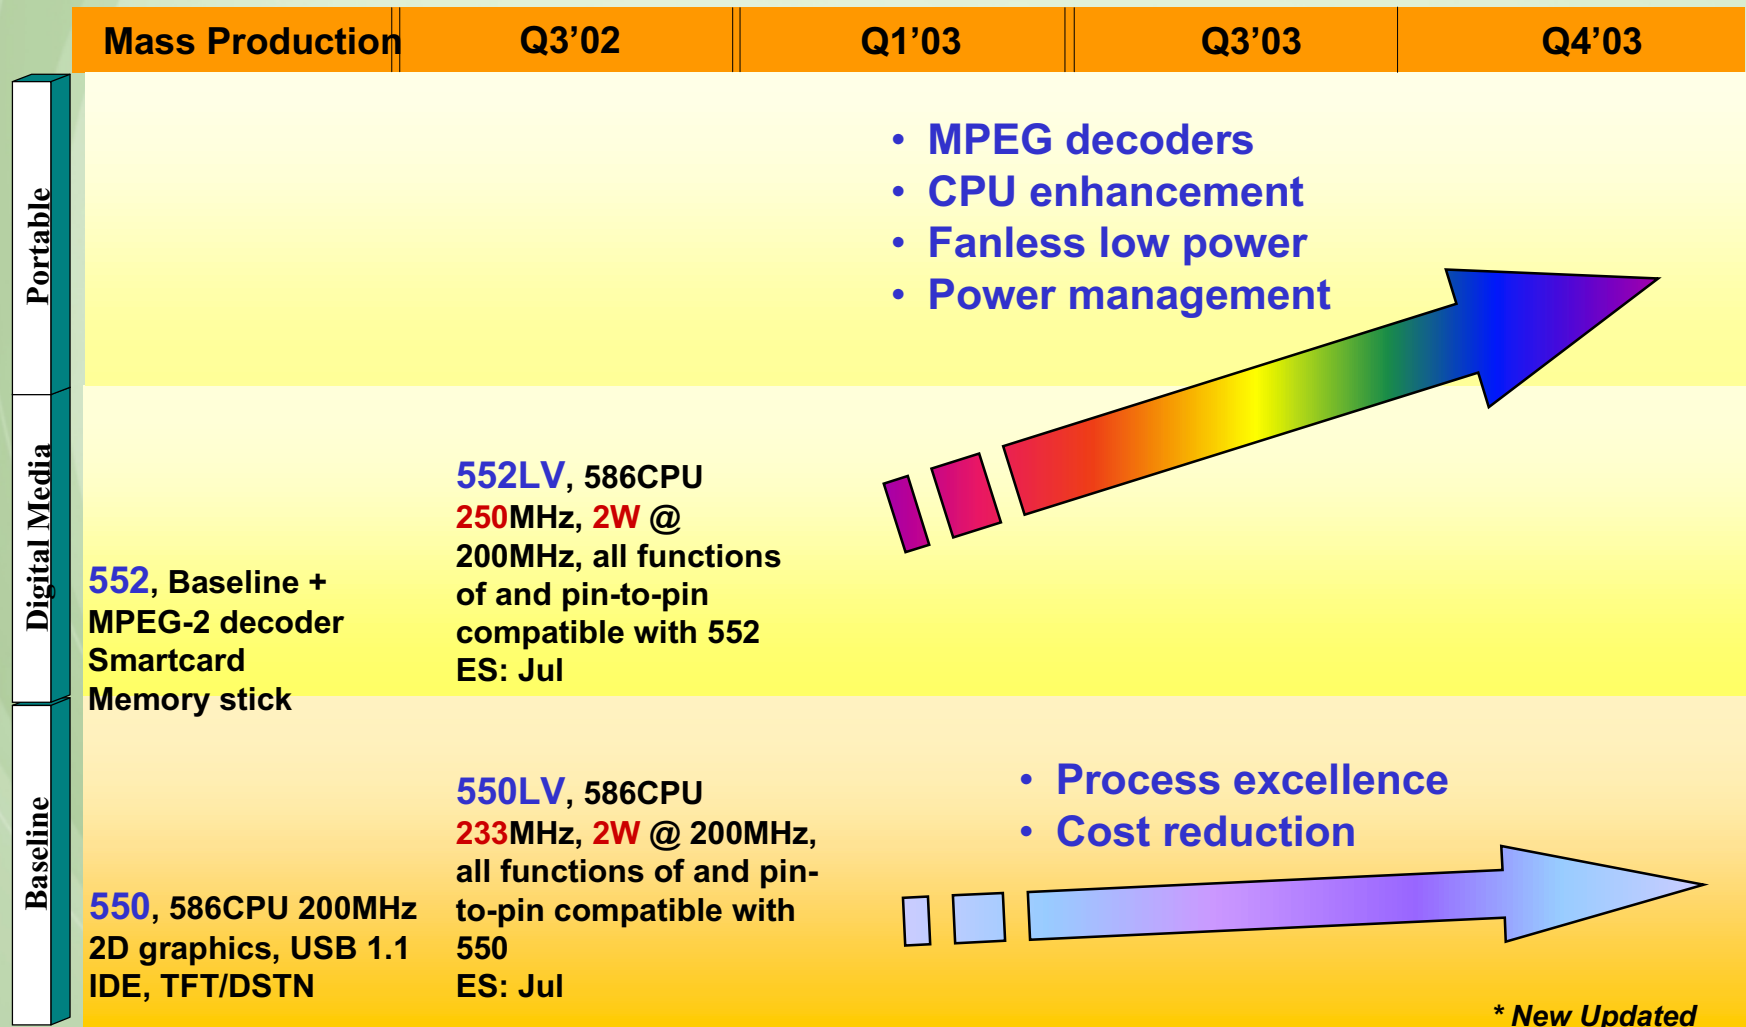 Mass Production Q3’02 Q1’03 Q3’03 Q4’03
Portable
• MPEG decoders
• CPU enhancement
• Fanless low power
• Power management
Digital Media
552, Baseline +
MPEG-2 decoder
Smartcard
Memory stick
552LV, 586CPU
250MHz, 2W @
200MHz, all functions
of and pin-to-pin
compatible with 552
ES: Jul
Baseline
550, 586CPU 200MHz
2D graphics, USB 1.1
IDE, TFT/DSTN
550LV, 586CPU
233MHz, 2W @ 200MHz,
all functions of and pin-
to-pin compatible with
550
ES: Jul
• Process excellence
• Cost reduction
* New Updated